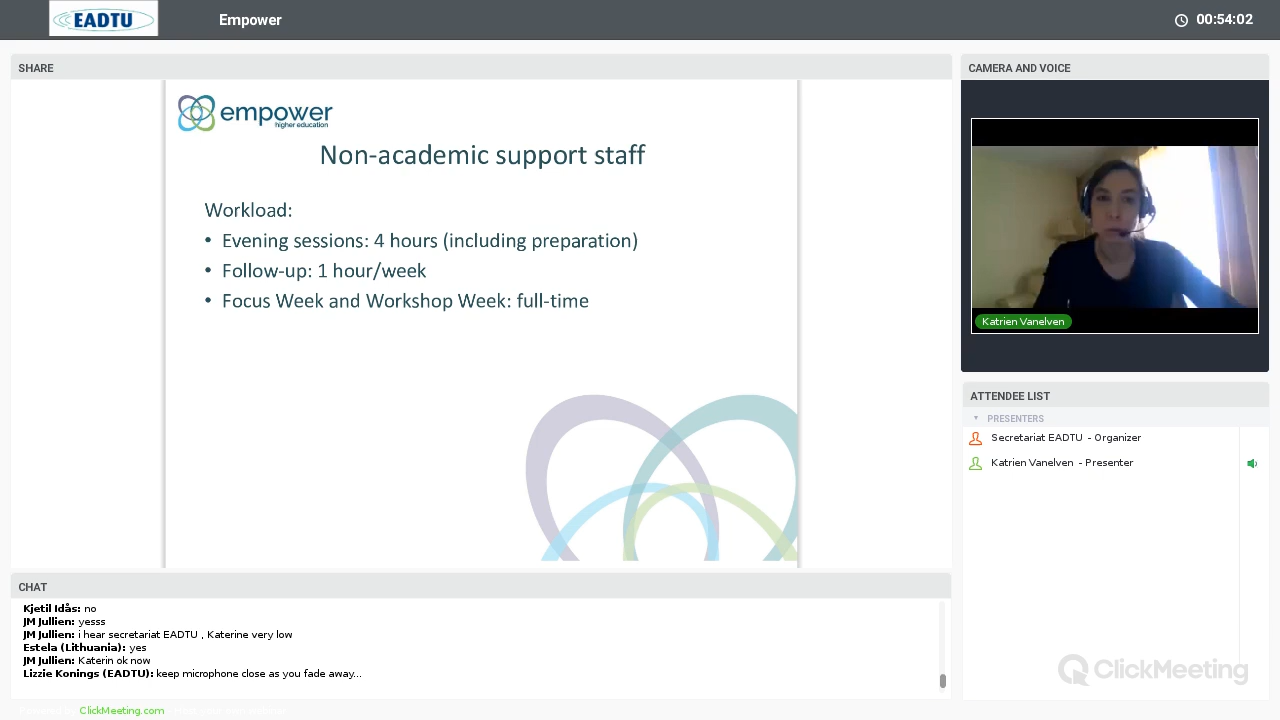 EADTU
Empower
00:54:02
SHARE
CAMERA AND VOICE
empower
higher education
Non-academic support staff
Workload:
• Evening sessions: 4 hours (including preparation)
• Follow-up: 1 hour/week
• Focus Week and Workshop Week: full-time
Katrien Vanelven
ATTENDEE LIST
PRESENTERS
Secretariat EADTU - Organizer
Katrien Vanelven - Presenter
CHAT
Kjetil Idås: no
JM Jullien: yesss
JM Jullien: i hear secretariat EADTU , Katerine very low
Estela (Lithuania): yes
JM Jullien: Katerin ok now
Lizzie Konings (EADTU): keep microphone close as you fade away...
ClickMeeting
ClickMeeting.com